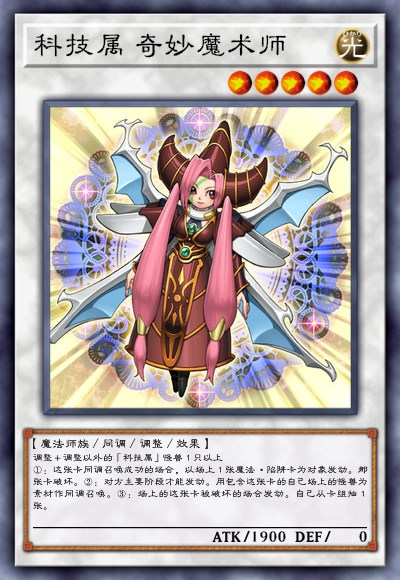 科技属 奇妙魔术师
光
【魔法师族／同调／调整／效果】
调整＋调整以外的「科技属」怪兽1只以上
①：这张卡同调召唤成功的场合，以场上1张魔法·陷阱卡为对象发动。那
张卡破坏。②：对方主要阶段才能发动。用包含这张卡的自己场上的怪兽为
素材作同调召唤。③：场上的这张卡被破坏的场合发动。自己从卡组抽1
张。
ATK/1900 DEF/ 0